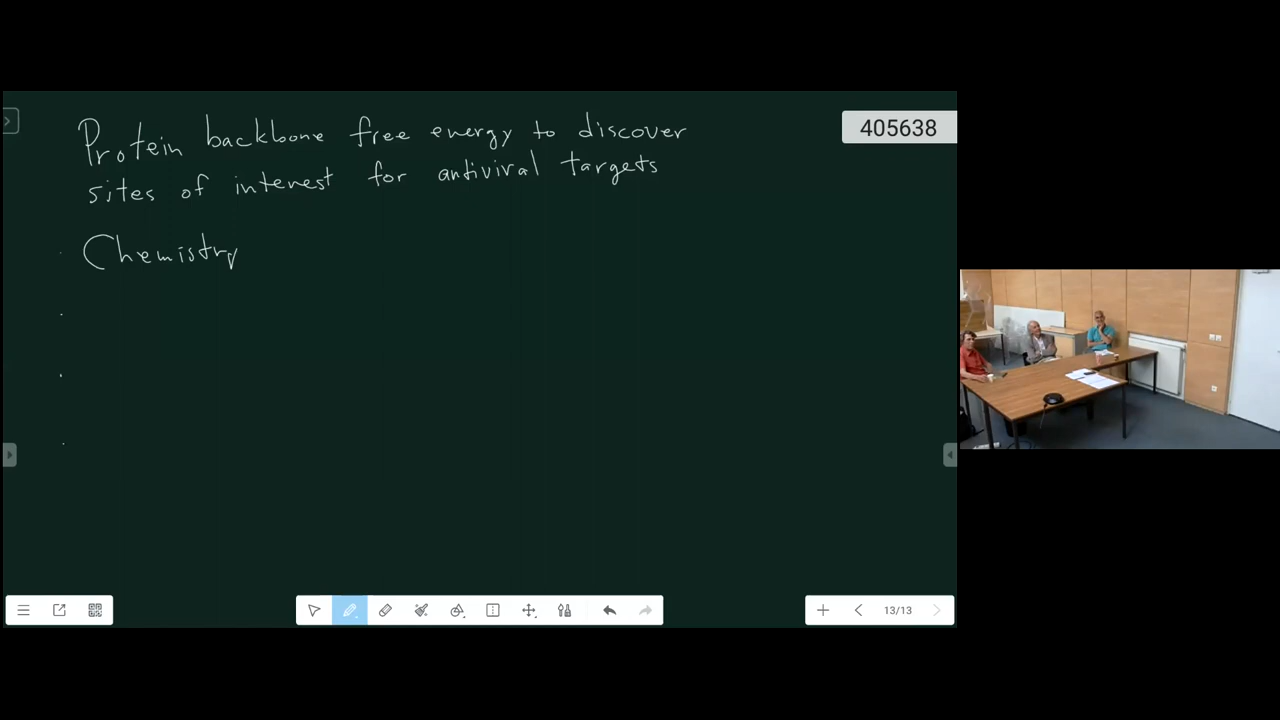 Protein backbone free energy to discover
sites of interest for antiviral targets
Chemistry
405638
13/13